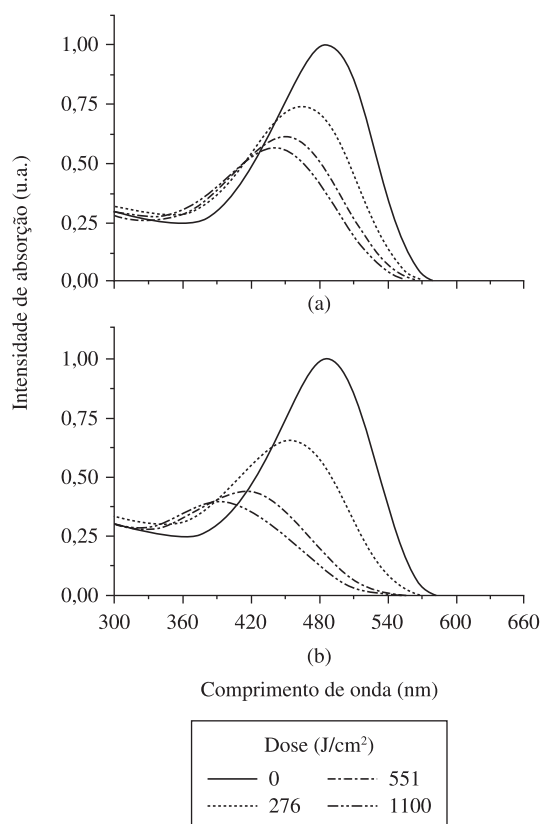 Intensidade de absorção (u.a.)
1,00
0,75
0,50
0,25
0,00
(a)
1,00
0,75
0,50
0,25
0,00
300 360 420 480 540 600 660
(b)
Comprimento de onda (nm)
Dose (J/cm²)
0 551
276 1100